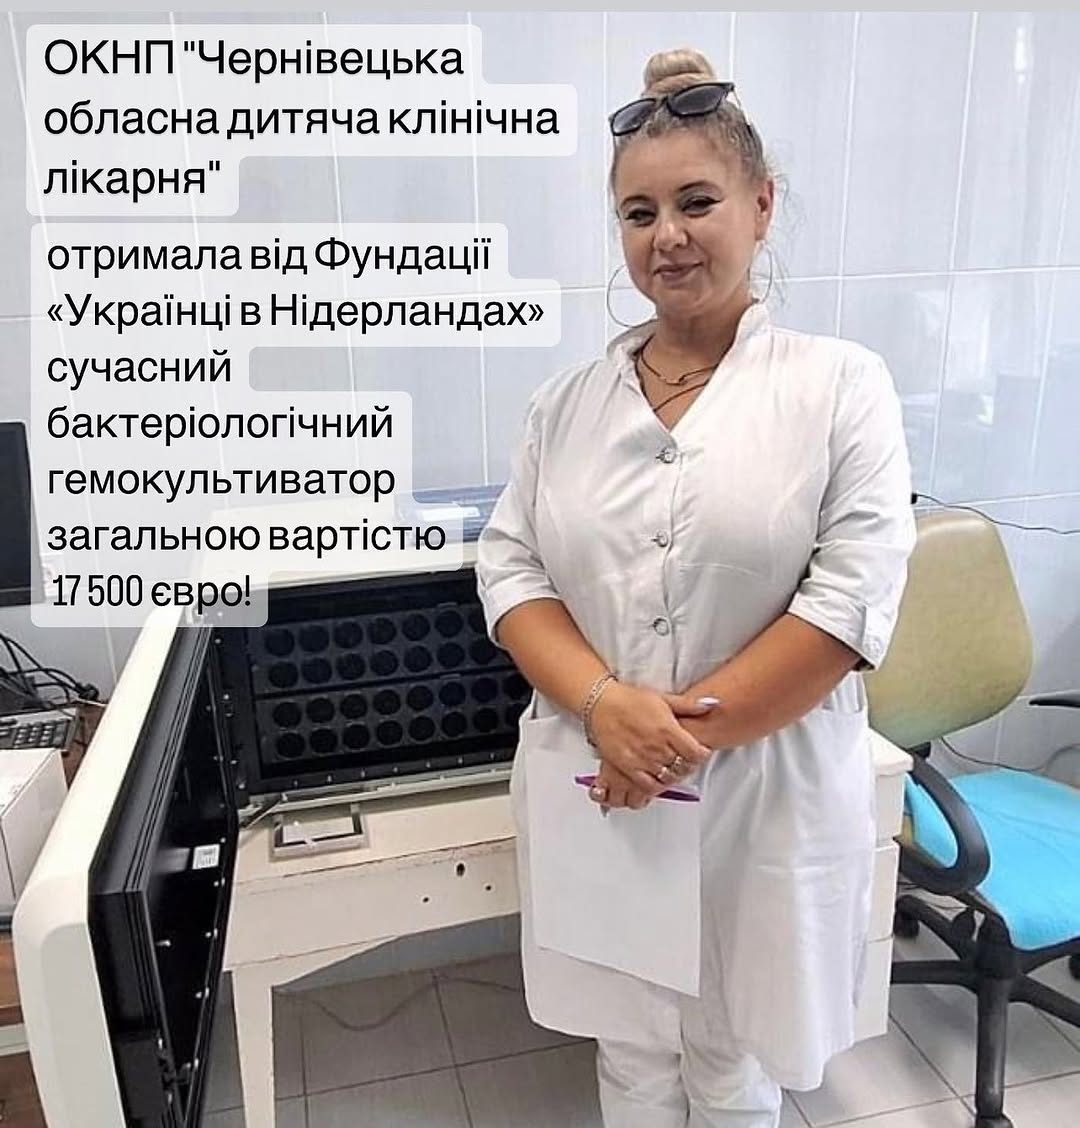 ОКНП "Чернівецька
обласна дитяча клінічна
лікарня"
отримала від Фундації
«Українці в Нідерландах»
сучасний
бактеріологічний
гемокультиватор
загальною вартістю
17 500 євро!